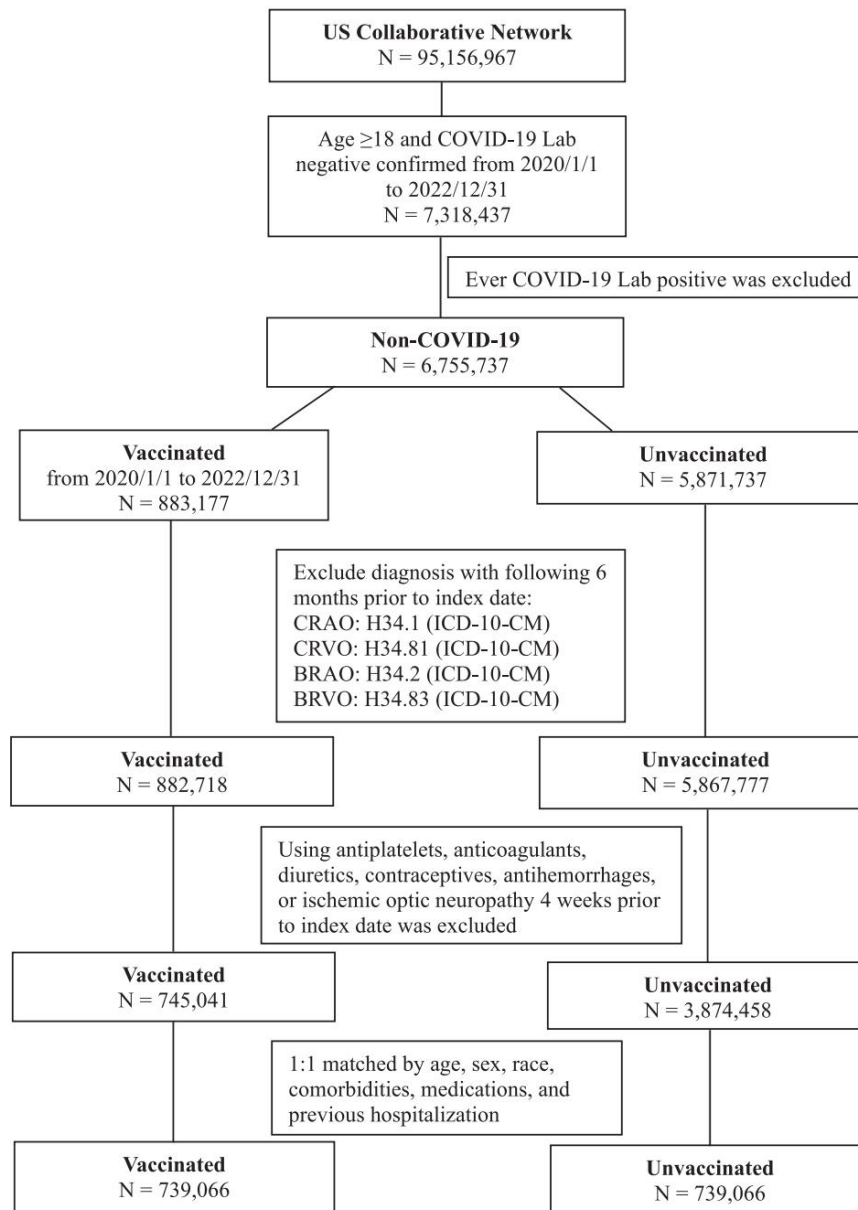 US Collaborative Network
N = 95,156,967
Age ≥18 and COVID-19 Lab
negative confirmed from 2020/1/1
to 2022/12/31
N = 7,318,437
Ever COVID-19 Lab positive was excluded
Non-COVID-19
N = 6,755,737
Vaccinated
from 2020/1/1 to 2022/12/31
N = 883,177
Unvaccinated
N = 5,871,737
Exclude diagnosis with following 6
months prior to index date:
CRAO: H34.1 (ICD-10-CM)
CRVO: H34.81 (ICD-10-CM)
BRAO: H34.2 (ICD-10-CM)
BRVO: H34.83 (ICD-10-CM)
Vaccinated
N = 882,718
Unvaccinated
N = 5,867,777
Using antiplatelets, anticoagulants,
diuretics, contraceptives, antihemorrhages,
or ischemic optic neuropathy 4 weeks prior
to index date was excluded
Vaccinated
N = 745,041
Unvaccinated
N = 3,874,458
1:1 matched by age, sex, race,
comorbidities, medications, and
previous hospitalization
Vaccinated
N = 739,066
Unvaccinated
N = 739,066